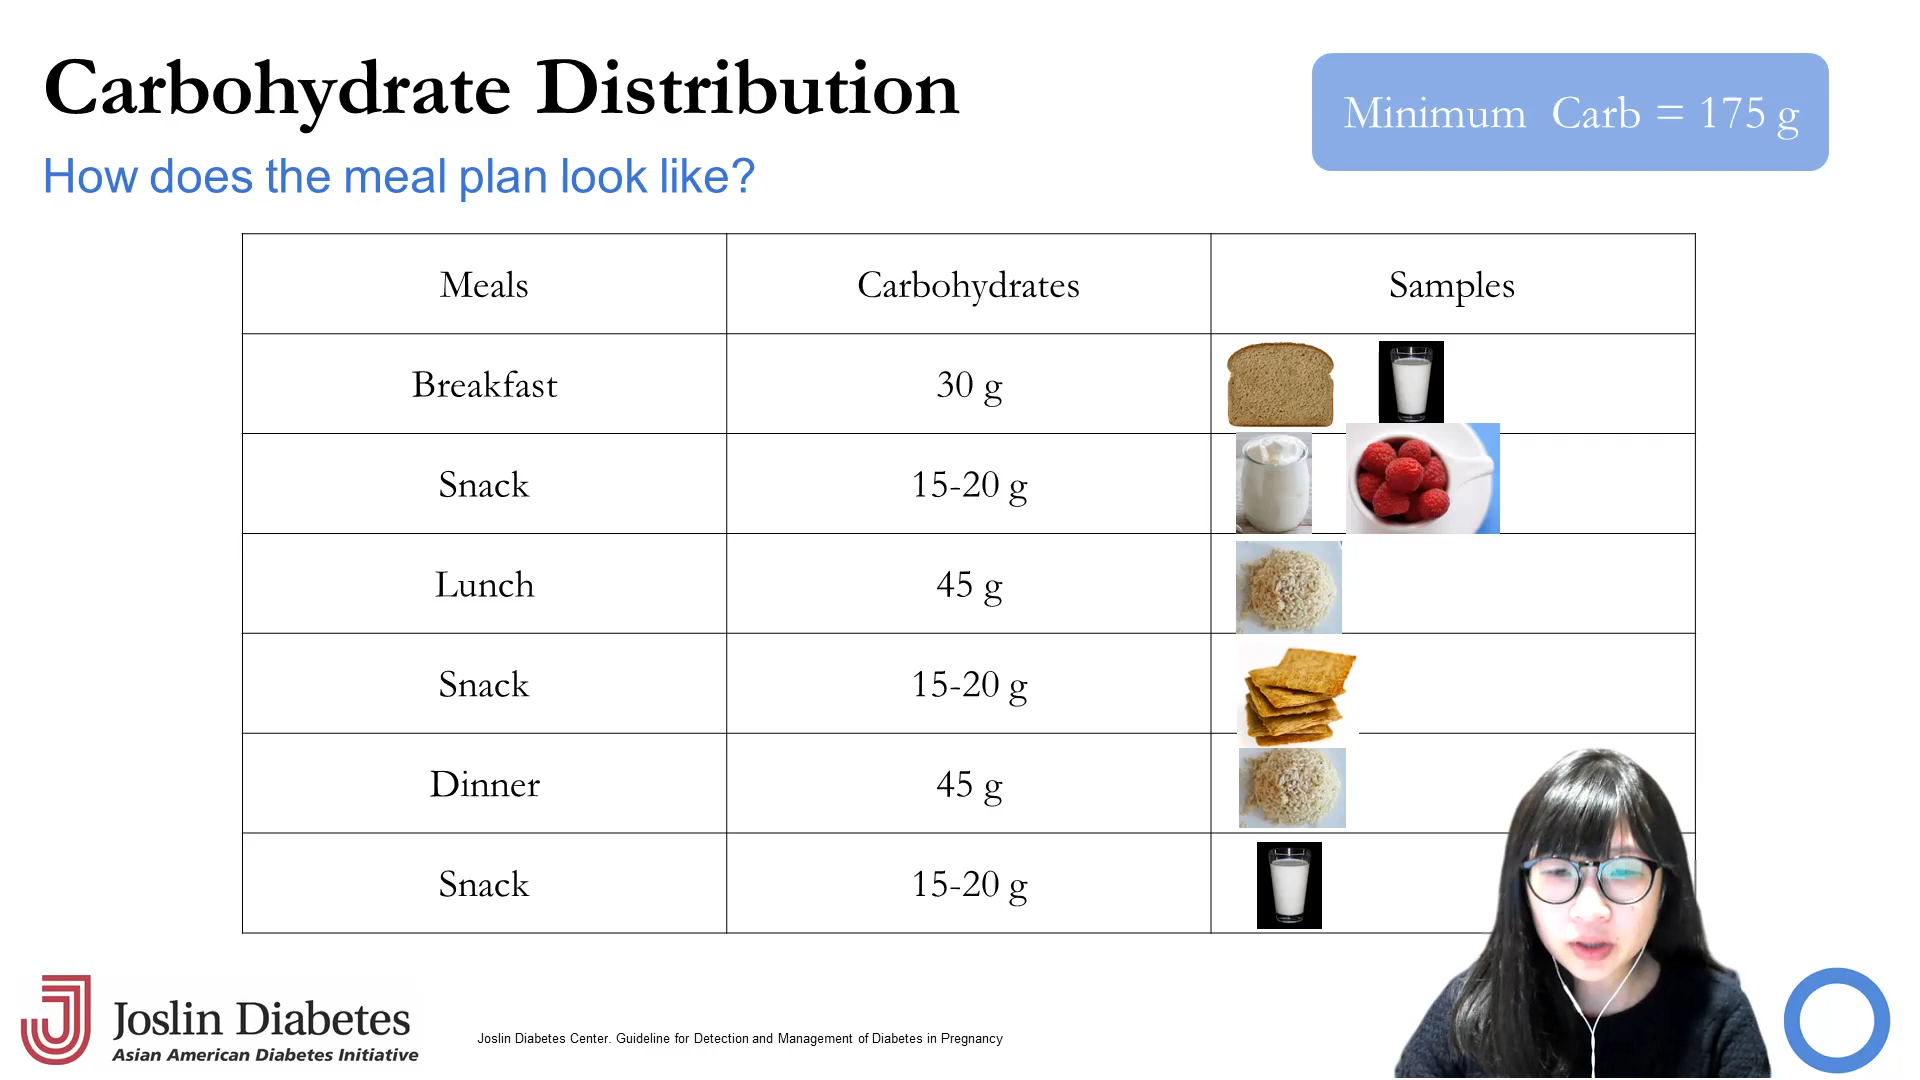 Carbohydrate Distribution
Minimum Carb = 175 g
How does the meal plan look like?
Meals Carbohydrates Samples
Breakfast 30 g
Snack 15-20 g
Lunch 45 g
Snack 15-20 g
Dinner 45 g
Snack 15-20 g
Joslin Diabetes
Asian American Diabetes Initiative
Joslin Diabetes Center. Guideline for Detection and Management of Diabetes in Pregnancy